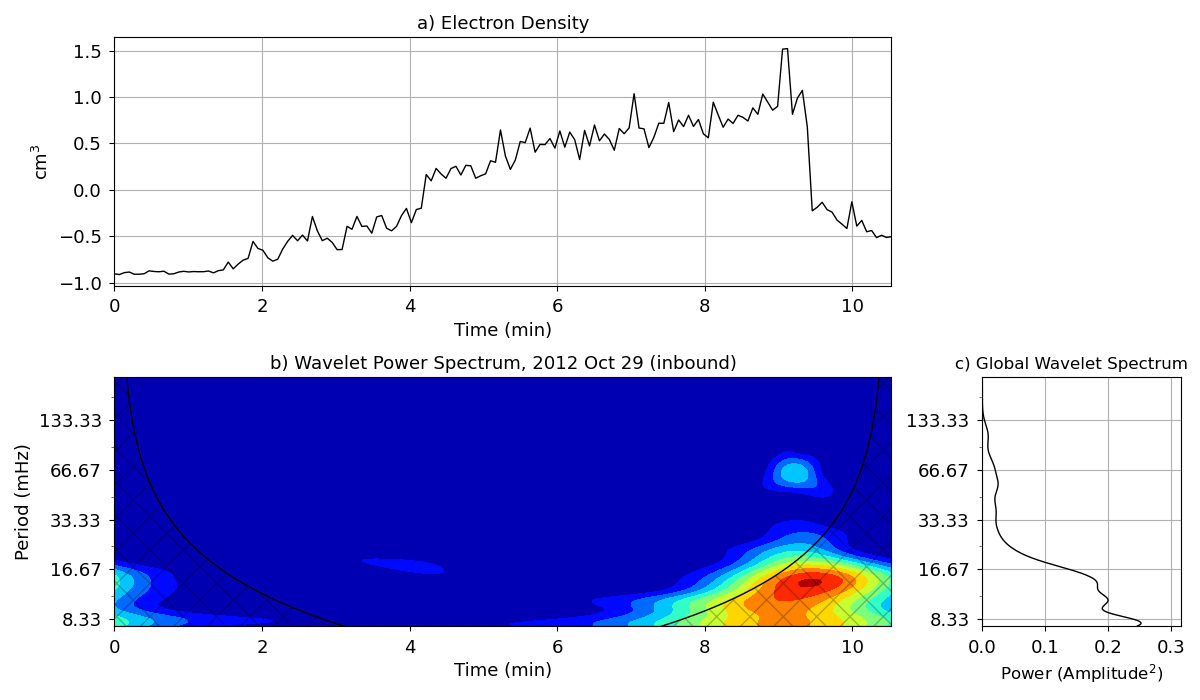 a) Electron Density
1.5
1.0
0.5
0.0
−0.5
−1.0
cm³
0 2 4 6 8 10
Time (min)
b) Wavelet Power Spectrum, 2012 Oct 29 (inbound)
133.33
66.67
33.33
16.67
8.33
Period (mHz)
0 2 4 6 8 10
Time (min)
c) Global Wavelet Spectrum
133.33
66.67
33.33
16.67
8.33
0.0 0.1 0.2 0.3
Power (Amplitude²)